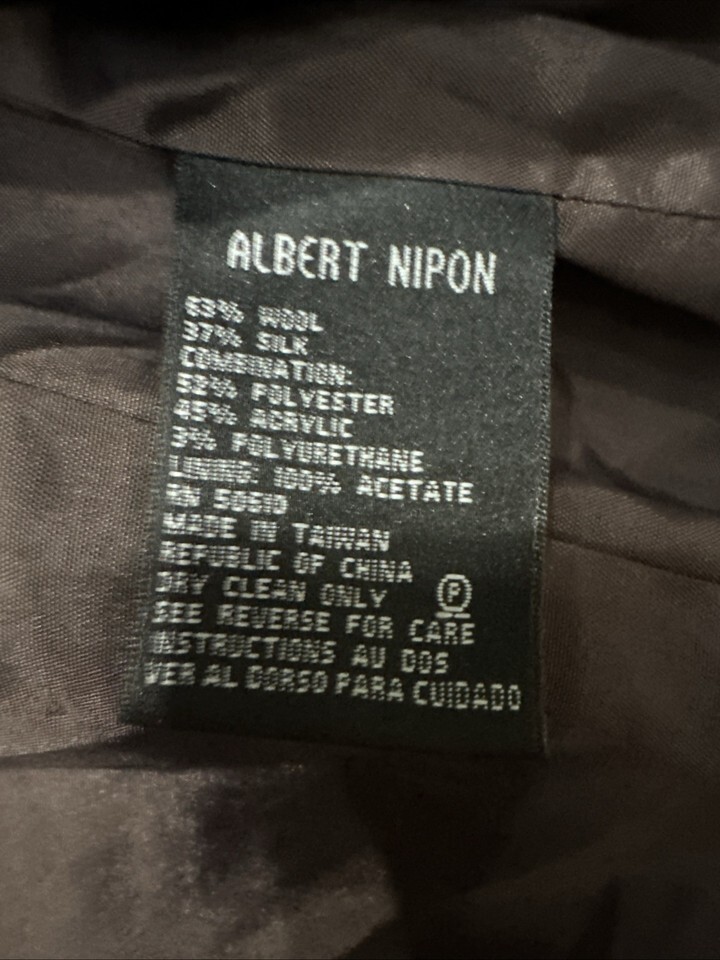 ALBERT NIPON
63% WOOL
37% SILK
COMBINATION:
52% POLYESTER
45% ACRYLIC
3% POLYURETHANE
LINING: 100% ACETATE
RN
MADE IN TAIWAN
REPUBLIC OF CHINA
DRY CLEAN ONLY P
SEE REVERSE FOR CARE
INSTRUCTIONS AU DOS
VER AL DORSO PARA CUIDADO